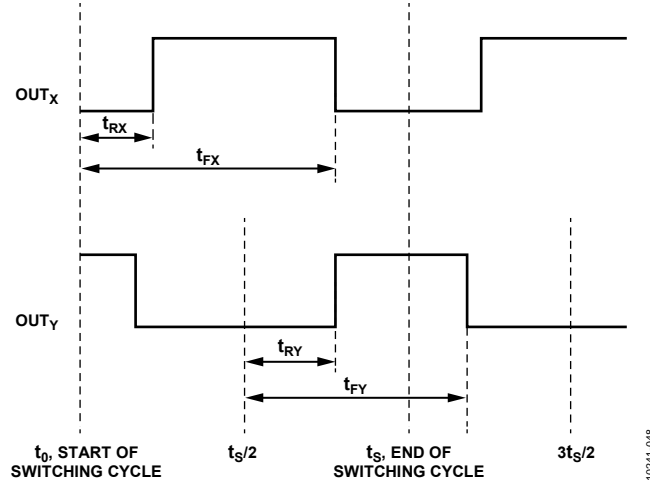 OUTX
tRX
tFX
OUTY
tRY
tFY
t0, START OF
SWITCHING CYCLE
tS/2
tS, END OF
SWITCHING CYCLE
3tS/2
10241-048